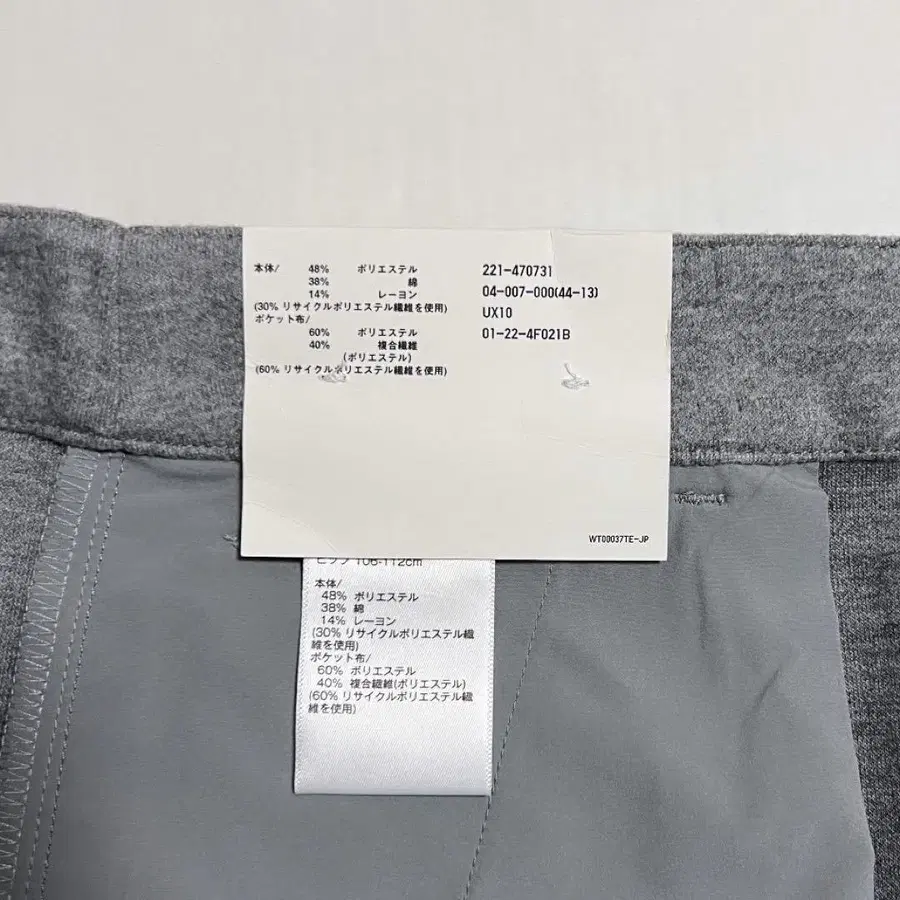 本体/ 48% ポリエステル
38% 綿
14% レーヨン
(30% リサイクルポリエステル繊維を使用)
ポケット布/
60% ポリエステル
40% 複合繊維
(ポリエステル)
(60% リサイクルポリエステル繊維を使用)
221-470731
04-007-000(44-13)
UX10
01-22-4F021B
WT00037TE-JP
ヒップ 106-112cm
本体/
48% ポリエステル
38% 綿
14% レーヨン
(30% リサイクルポリエステル繊
維を使用)
ポケット布/
60% ポリエステル
40% 複合繊維(ポリエステル)
(60% リサイクルポリエステル繊
維を使用)